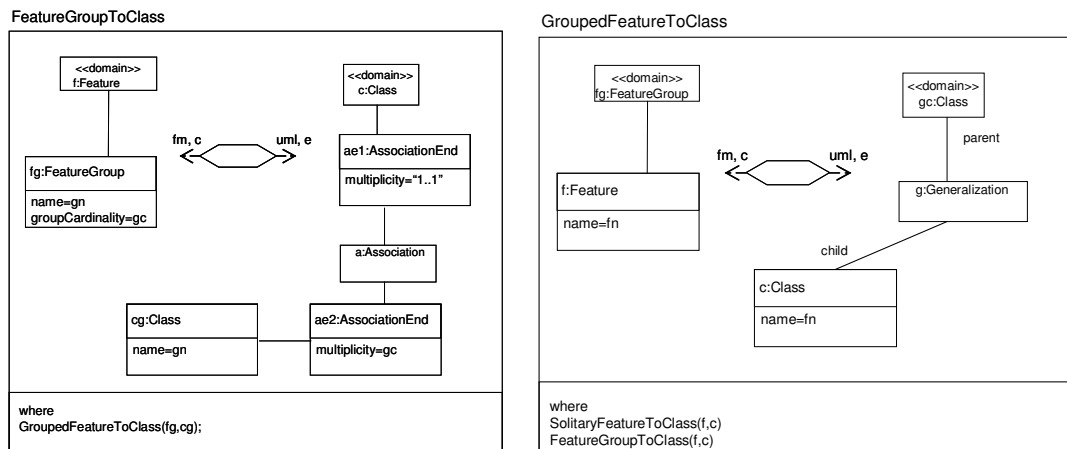 FeatureGroupToClass
<<domain>>
f:Feature
<<domain>>
c:Class
fm, c
uml, e
fg:FeatureGroup
name=gn
groupCardinality=gc
ae1:AssociationEnd
multiplicity="1..1"
a:Association
cg:Class
name=gn
ae2:AssociationEnd
multiplicity=gc
where
GroupedFeatureToClass(fg,cg);
GroupedFeatureToClass
<<domain>>
fg:FeatureGroup
<<domain>>
gc:Class
parent
fm, c
uml, e
f:Feature
name=fn
g:Generalization
child
c:Class
name=fn
where
SolitaryFeatureToClass(f,c)
FeatureGroupToClass(f,c)